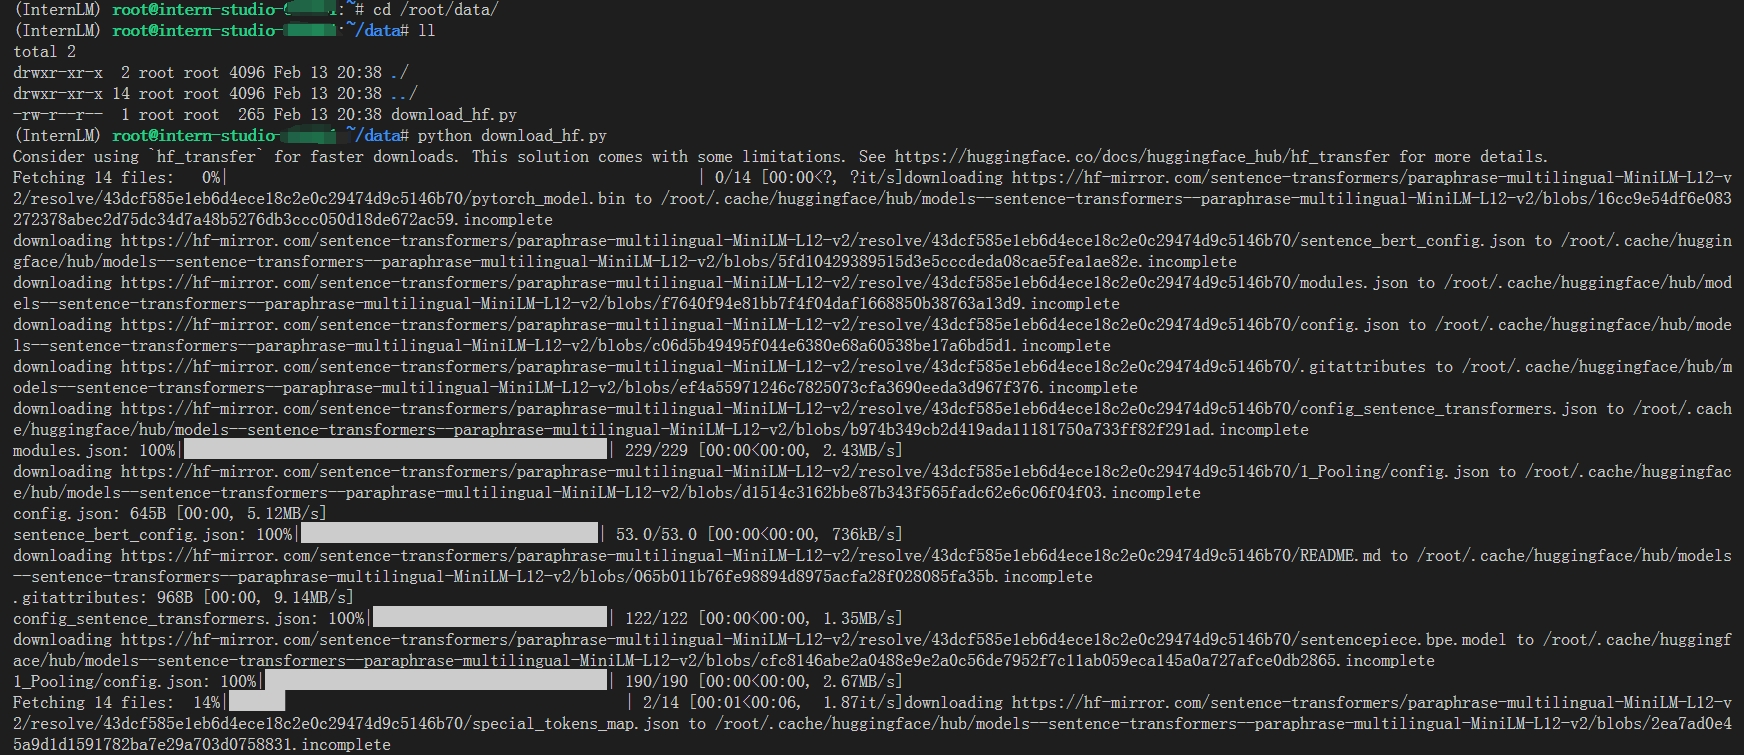 (InternLM) root@intern-studio- :~# cd /root/data/
(InternLM) root@intern-studio- :~/data# ll
total 2
drwxr-xr-x  2 root root 4096 Feb 13 20:38 ./
drwxr-xr-x 14 root root 4096 Feb 13 20:38 ../
-rw-r--r--  1 root root  265 Feb 13 20:38 download_hf.py
(InternLM) root@intern-studio- :~/data# python download_hf.py
Consider using `hf_transfer` for faster downloads. This solution comes with some limitations. See https://huggingface.co/docs/huggingface_hub/hf_transfer for more details.
Fetching 14 files:   0%| | 0/14 [00:00<?, ?it/s]downloading https://hf-mirror.com/sentence-transformers/paraphrase-multilingual-MiniLM-L12-v
2/resolve/43dcf585e1eb6d4ece18c2e0c29474d9c5146b70/pytorch_model.bin to /root/.cache/huggingface/hub/models--sentence-transformers--paraphrase-multilingual-MiniLM-L12-v2/blobs/16cc9e54df6e083
272378abec2d75dc34d7a48b5276db3ccc050d18de672ac59.incomplete
downloading https://hf-mirror.com/sentence-transformers/paraphrase-multilingual-MiniLM-L12-v2/resolve/43dcf585e1eb6d4ece18c2e0c29474d9c5146b70/sentence_bert_config.json to /root/.cache/huggin
gface/hub/models--sentence-transformers--paraphrase-multilingual-MiniLM-L12-v2/blobs/5fd10429389515d3e5cccdeda08cae5fea1ae82e.incomplete
downloading https://hf-mirror.com/sentence-transformers/paraphrase-multilingual-MiniLM-L12-v2/resolve/43dcf585e1eb6d4ece18c2e0c29474d9c5146b70/modules.json to /root/.cache/huggingface/hub/mod
els--sentence-transformers--paraphrase-multilingual-MiniLM-L12-v2/blobs/f7640f94e81bb7f4f04daf1668850b38763a13d9.incomplete
downloading https://hf-mirror.com/sentence-transformers/paraphrase-multilingual-MiniLM-L12-v2/resolve/43dcf585e1eb6d4ece18c2e0c29474d9c5146b70/config.json to /root/.cache/huggingface/hub/mode
ls--sentence-transformers--paraphrase-multilingual-MiniLM-L12-v2/blobs/c06d5b49495f044e6380e68a60538be17a6bd5d1.incomplete
downloading https://hf-mirror.com/sentence-transformers/paraphrase-multilingual-MiniLM-L12-v2/resolve/43dcf585e1eb6d4ece18c2e0c29474d9c5146b70/.gitattributes to /root/.cache/huggingface/hub/m
odels--sentence-transformers--paraphrase-multilingual-MiniLM-L12-v2/blobs/ef4a55971246c7825073cfa3690eeda3d967f376.incomplete
downloading https://hf-mirror.com/sentence-transformers/paraphrase-multilingual-MiniLM-L12-v2/resolve/43dcf585e1eb6d4ece18c2e0c29474d9c5146b70/config_sentence_transformers.json to /root/.cach
e/huggingface/hub/models--sentence-transformers--paraphrase-multilingual-MiniLM-L12-v2/blobs/b974b349cb2d419ada11181750a733ff82f291ad.incomplete
modules.json: 100%| | 229/229 [00:00<00:00, 2.43MB/s]
downloading https://hf-mirror.com/sentence-transformers/paraphrase-multilingual-MiniLM-L12-v2/resolve/43dcf585e1eb6d4ece18c2e0c29474d9c5146b70/1_Pooling/config.json to /root/.cache/huggingfac
e/hub/models--sentence-transformers--paraphrase-multilingual-MiniLM-L12-v2/blobs/d1514c3162bbe87b343f565fadc62e6c06f04f03.incomplete
config.json: 645B [00:00, 5.12MB/s]
sentence_bert_config.json: 100%| | 53.0/53.0 [00:00<00:00, 736kB/s]
downloading https://hf-mirror.com/sentence-transformers/paraphrase-multilingual-MiniLM-L12-v2/resolve/43dcf585e1eb6d4ece18c2e0c29474d9c5146b70/README.md to /root/.cache/huggingface/hub/models
--sentence-transformers--paraphrase-multilingual-MiniLM-L12-v2/blobs/065b011b76fe98894d8975acfa28f028085fa35b.incomplete
.gitattributes: 968B [00:00, 9.14MB/s]
config_sentence_transformers.json: 100%| | 122/122 [00:00<00:00, 1.35MB/s]
downloading https://hf-mirror.com/sentence-transformers/paraphrase-multilingual-MiniLM-L12-v2/resolve/43dcf585e1eb6d4ece18c2e0c29474d9c5146b70/sentencepiece.bpe.model to /root/.cache/huggingf
ace/hub/models--sentence-transformers--paraphrase-multilingual-MiniLM-L12-v2/blobs/cfc8146abe2a0488e9e2a0c56de7952f7c11ab059eca145a0a727afce0db2865.incomplete
1_Pooling/config.json: 100%| | 190/190 [00:00<00:00, 2.67MB/s]
Fetching 14 files:  14%| | 2/14 [00:01<00:06,  1.87it/s]downloading https://hf-mirror.com/sentence-transformers/paraphrase-multilingual-MiniLM-L12-v
2/resolve/43dcf585e1eb6d4ece18c2e0c29474d9c5146b70/special_tokens_map.json to /root/.cache/huggingface/hub/models--sentence-transformers--paraphrase-multilingual-MiniLM-L12-v2/blobs/2ea7ad0e4
5a9d1d1591782ba7e29a703d0758831.incomplete